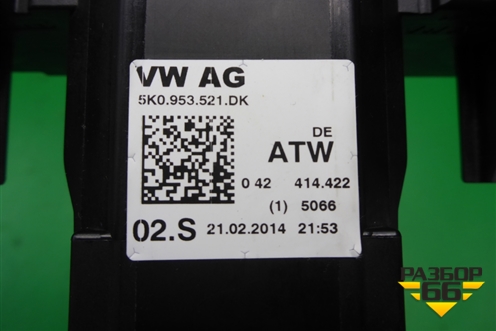 VW AG
5K0.953.521.DK
DE
ATW
0 42 414.422
(1) 5066
02.S 21.02.2014 21:53
РАЗБОР
66